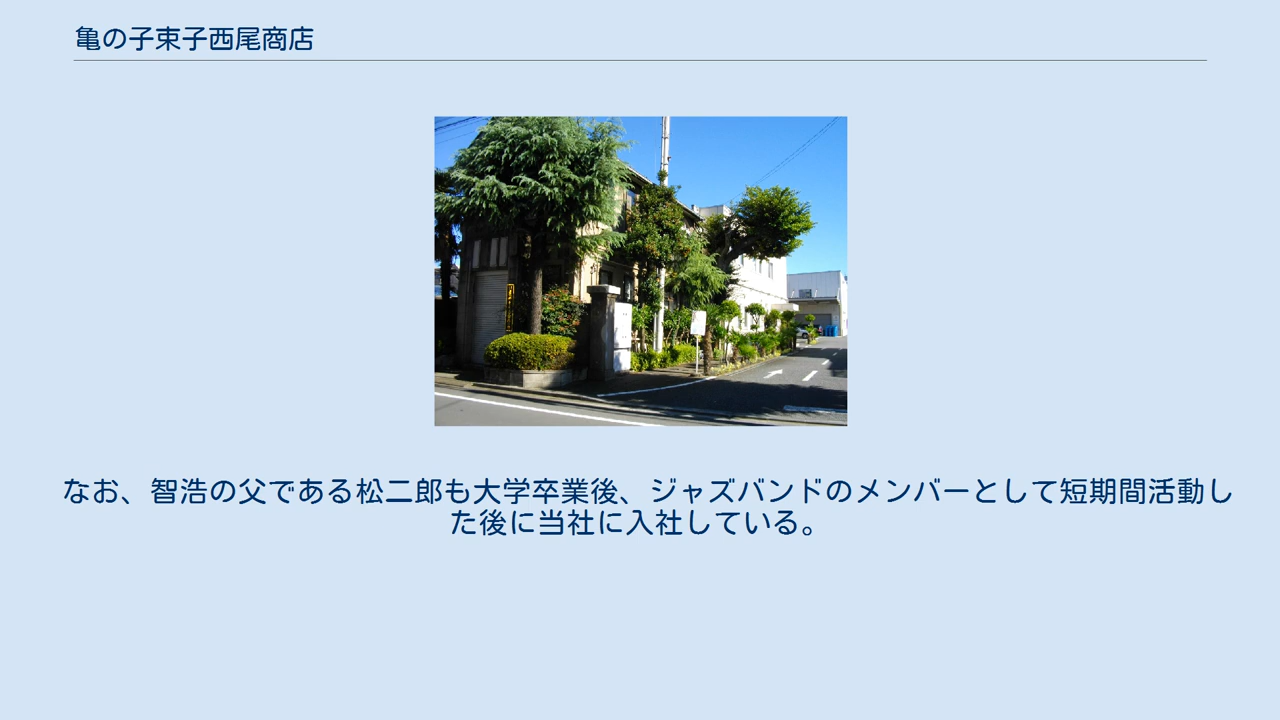 亀の子束子西尾商店
なお、智浩の父である松二郎も大学卒業後、ジャズバンドのメンバーとして短期間活動し
た後に当社に入社している。